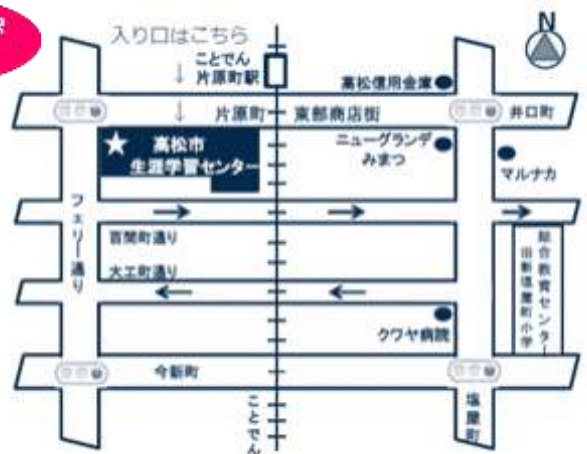 入り口はこちら
↓
↓
ことでん
片原町駅
N
高松信用金庫
片原町
東部商店街
井口町
★ 高松市
生涯学習センター
ニューグランデ
みまつ
マルナカ
フェリー通り
→ → →
百間町通り
大工町通り
← ←
総合教育センター
旧新塩屋町小学
クワヤ病院
今新町
ことでん
塩屋町